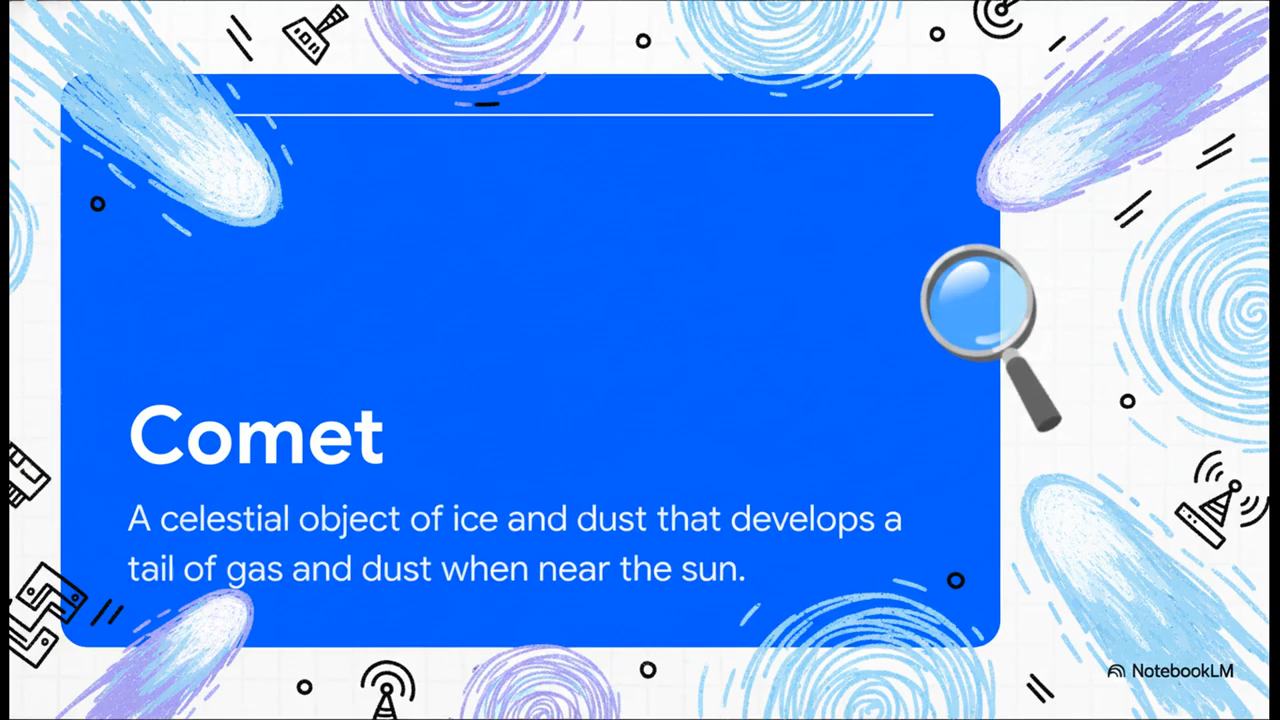 Comet
A celestial object of ice and dust that develops a
tail of gas and dust when near the sun.
NotebookLM